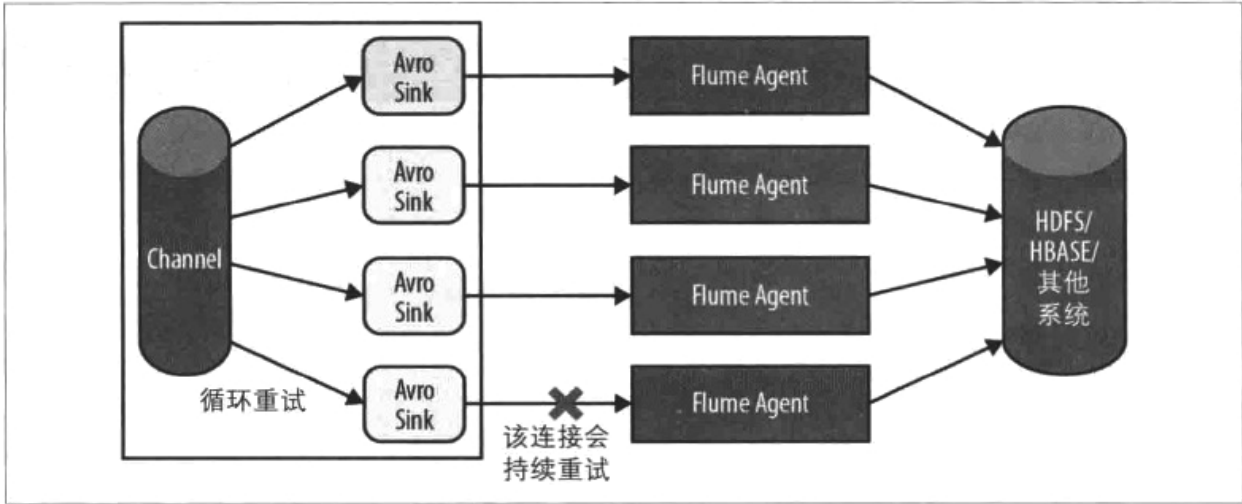 Avro
Sink
Flume Agent
Avro
Sink
Flume Agent
Channel
HDFS/
HBASE/
其他
系统
Avro
Sink
Flume Agent
循环重试
Avro
Sink
Flume Agent
该连接会
持续重试